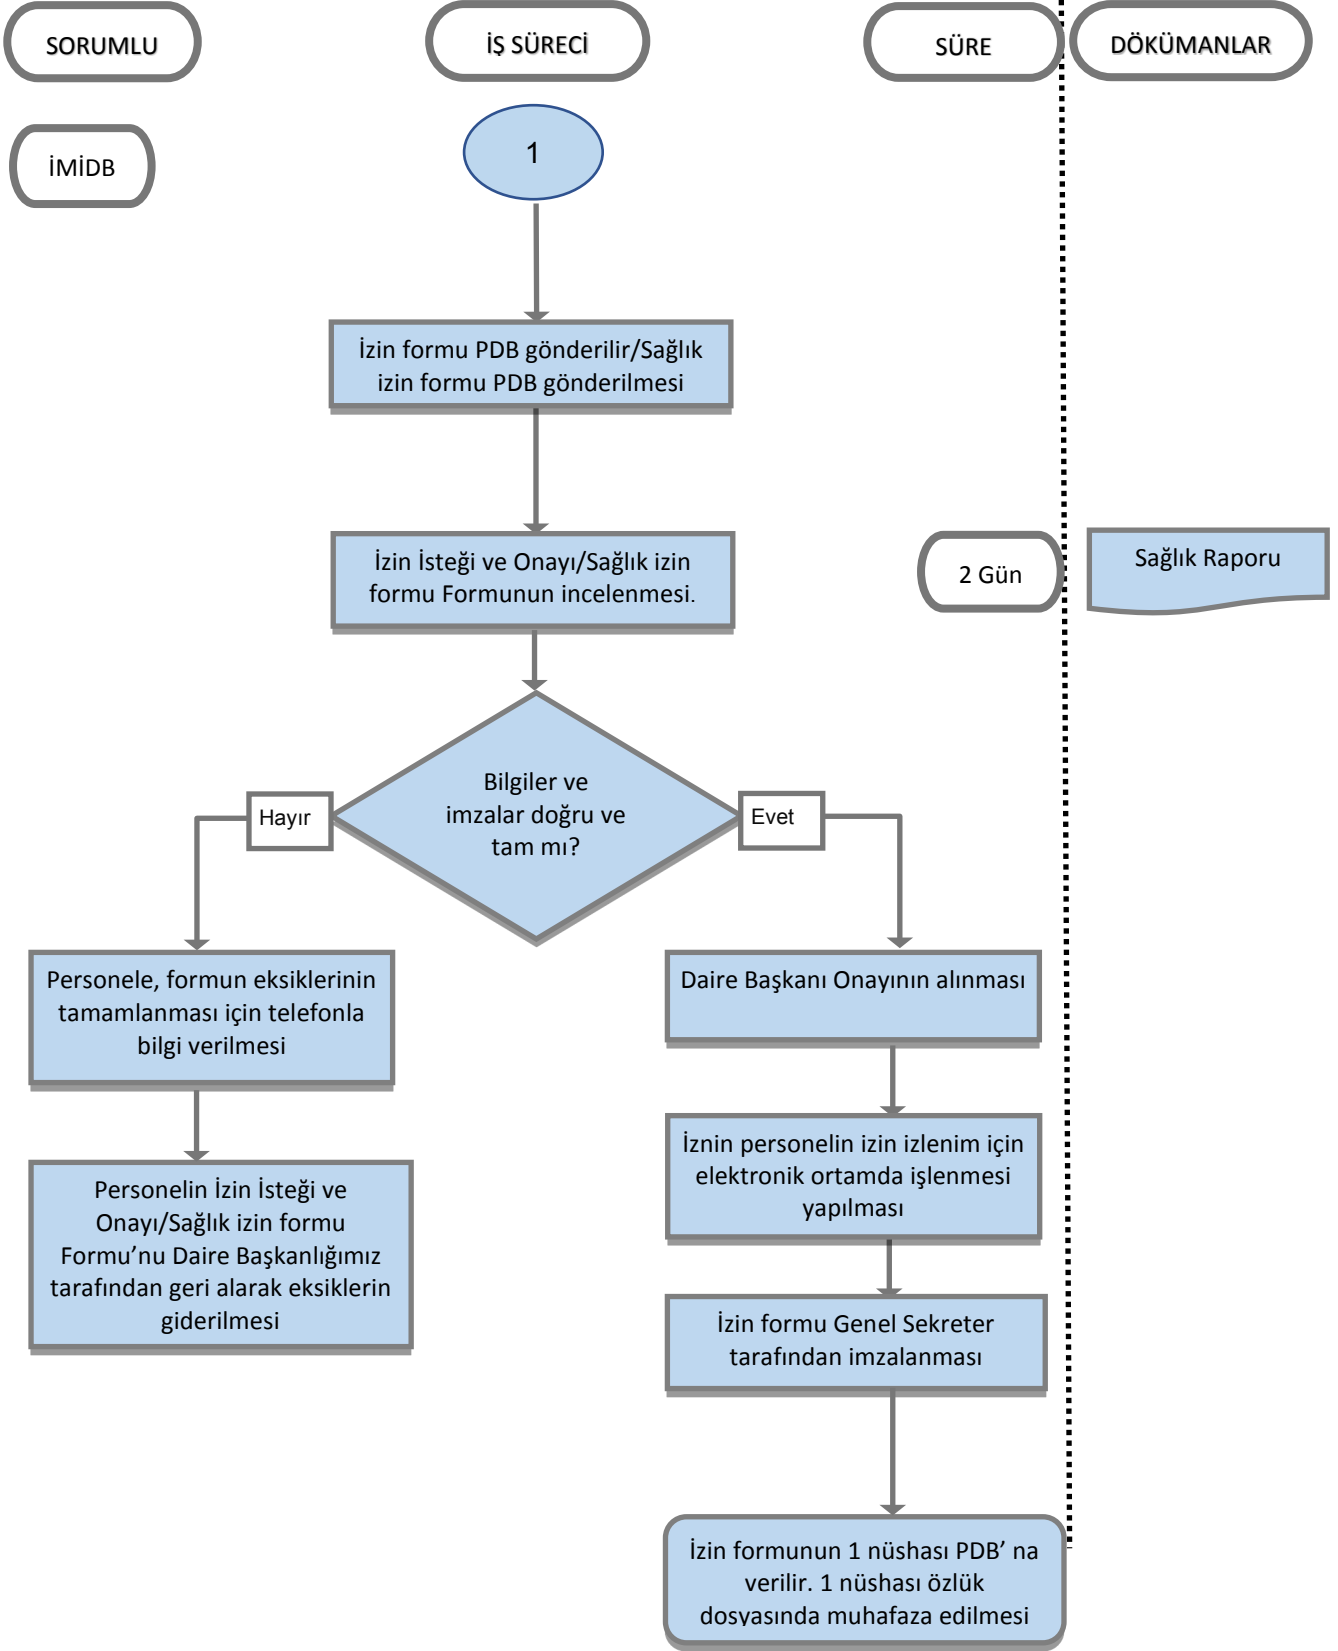 SORUMLU
İŞ SÜRECİ
SÜRE
DÖKÜMANLAR
İMİDB
1
İzin formu PDB gönderilir/Sağlık
izin formu PDB gönderilmesi
İzin İsteği ve Onayı/Sağlık izin
formu Formunun incelenmesi.
2 Gün
Sağlık Raporu
Bilgiler ve
imzalar doğru ve
tam mı?
Hayır
Evet
Personele, formun eksiklerinin
tamamlanması için telefonla
bilgi verilmesi
Daire Başkanı Onayının alınması
Personelin İzin İsteği ve
Onayı/Sağlık izin formu
Formu’nu Daire Başkanlığımız
tarafından geri alarak eksiklerin
giderilmesi
İznin personelin izin izlenim için
elektronik ortamda işlenmesi
yapılması
İzin formu Genel Sekreter
tarafından imzalanması
İzin formunun 1 nüshası PDB’ na
verilir. 1 nüshası özlük
dosyasında muhafaza edilmesi